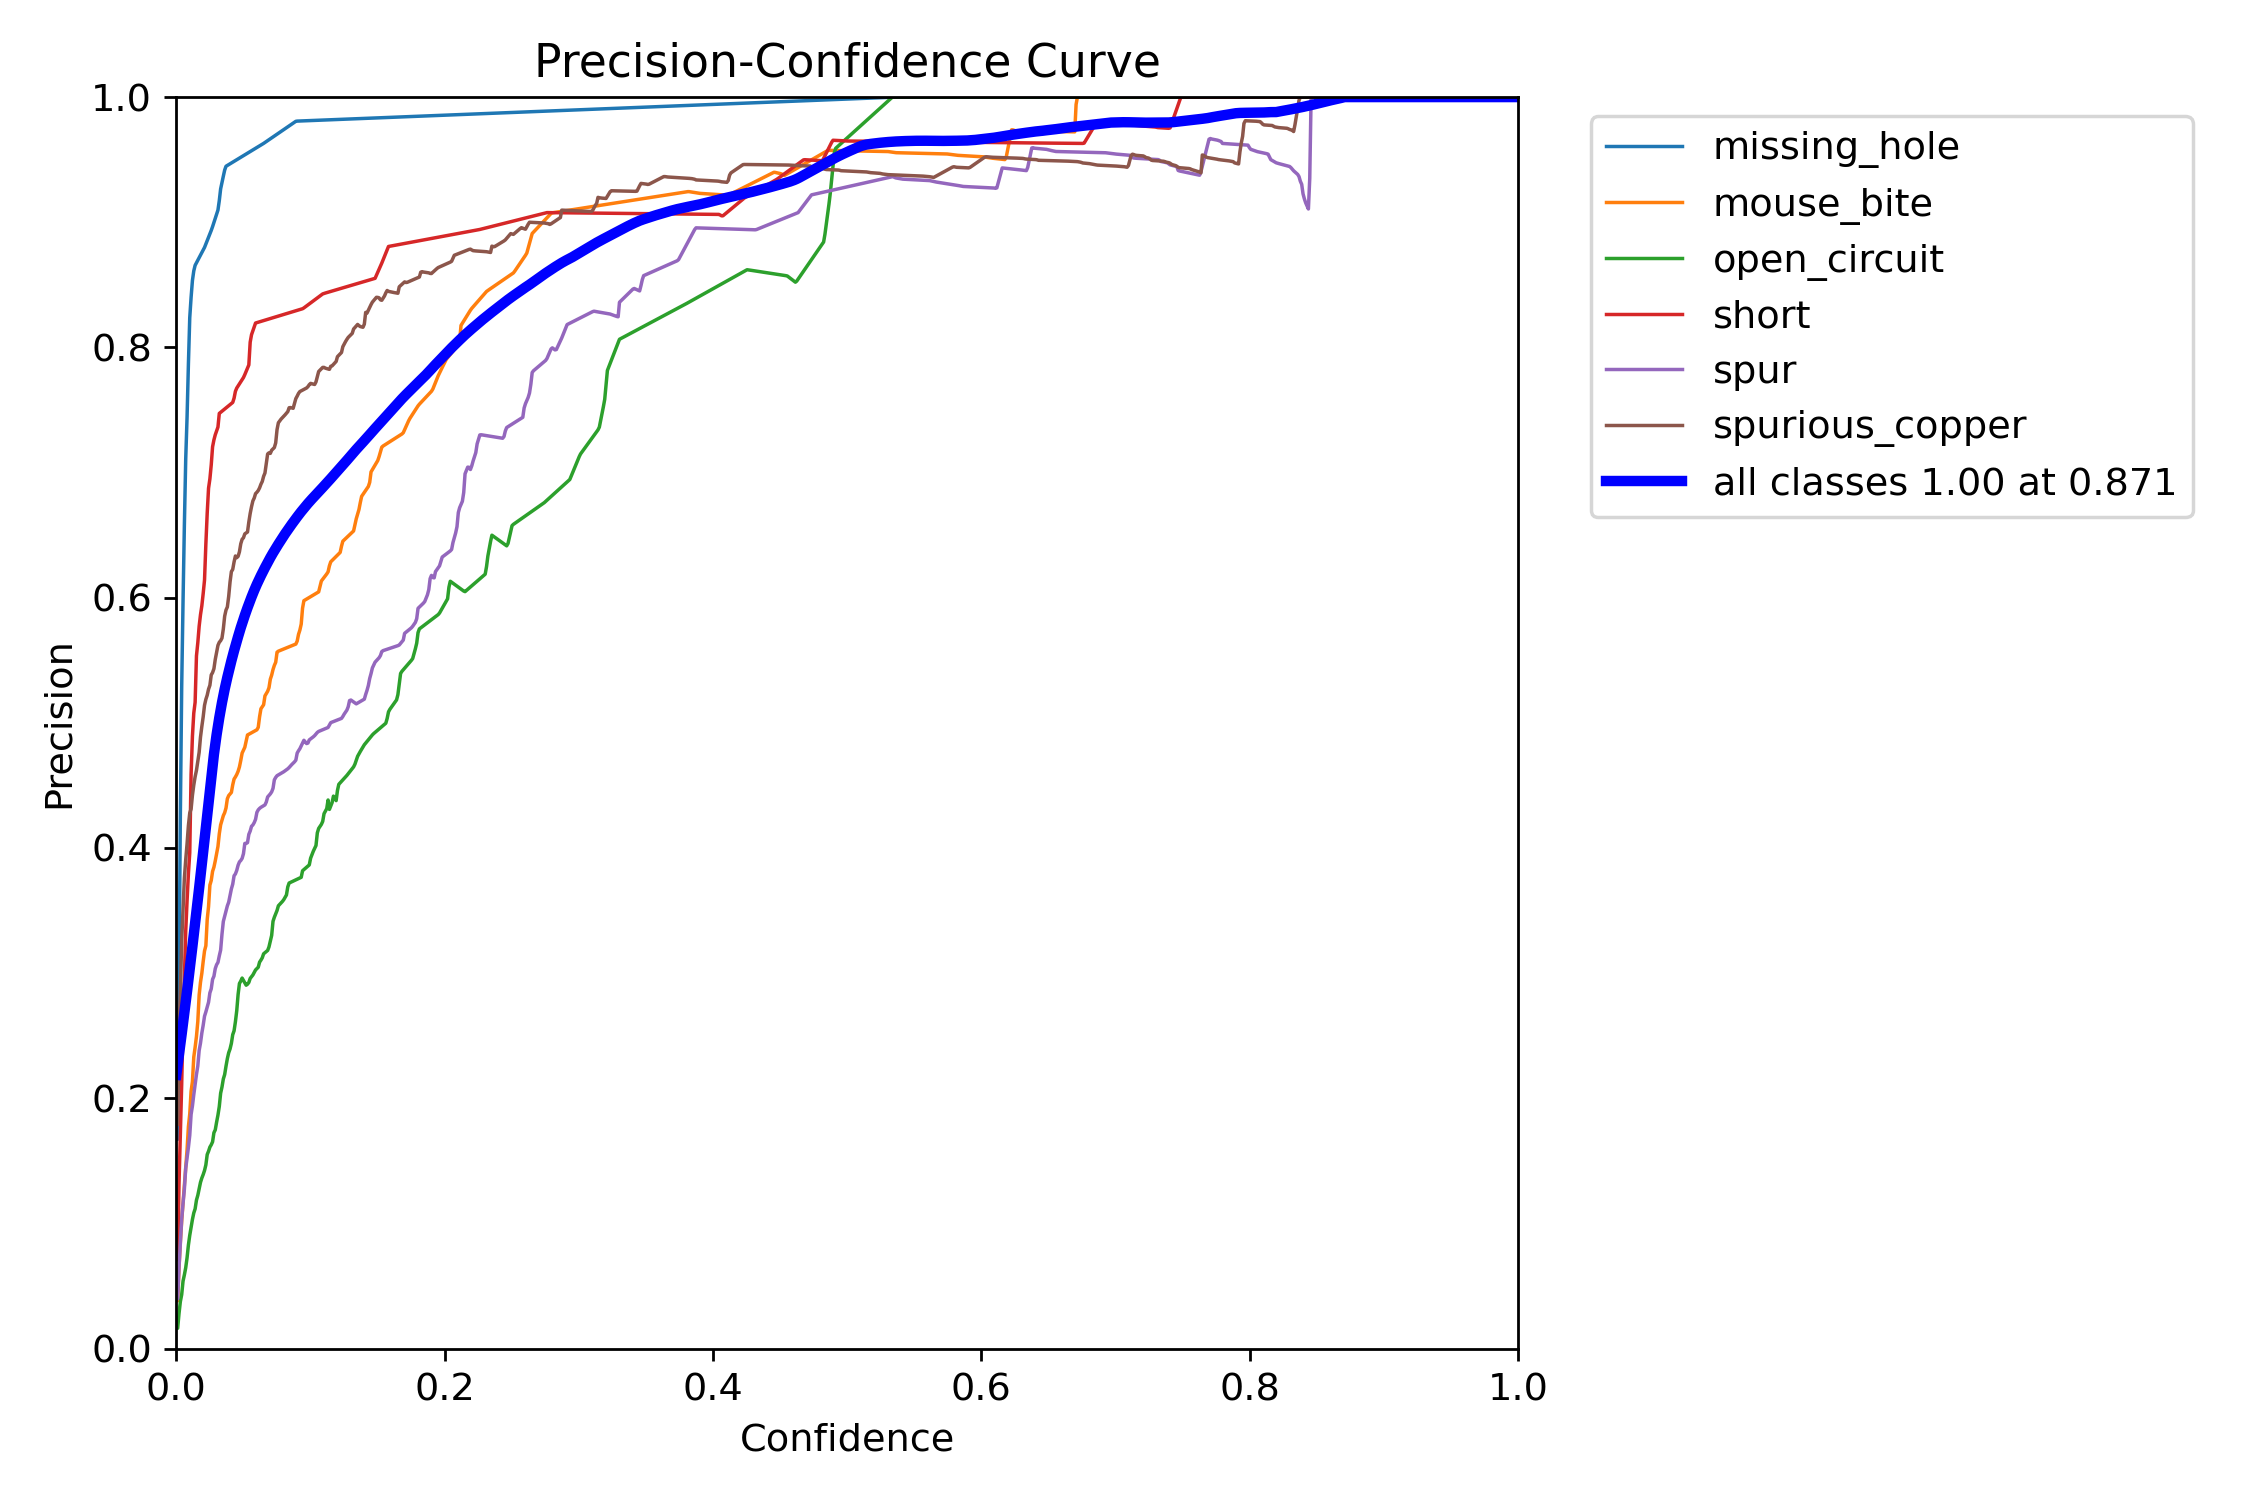 Precision-Confidence Curve
1.0
0.8
0.6
0.4
0.2
0.0
Precision
0.0 0.2 0.4 0.6 0.8 1.0
Confidence
missing_hole
mouse_bite
open_circuit
short
spur
spurious_copper
all classes 1.00 at 0.871